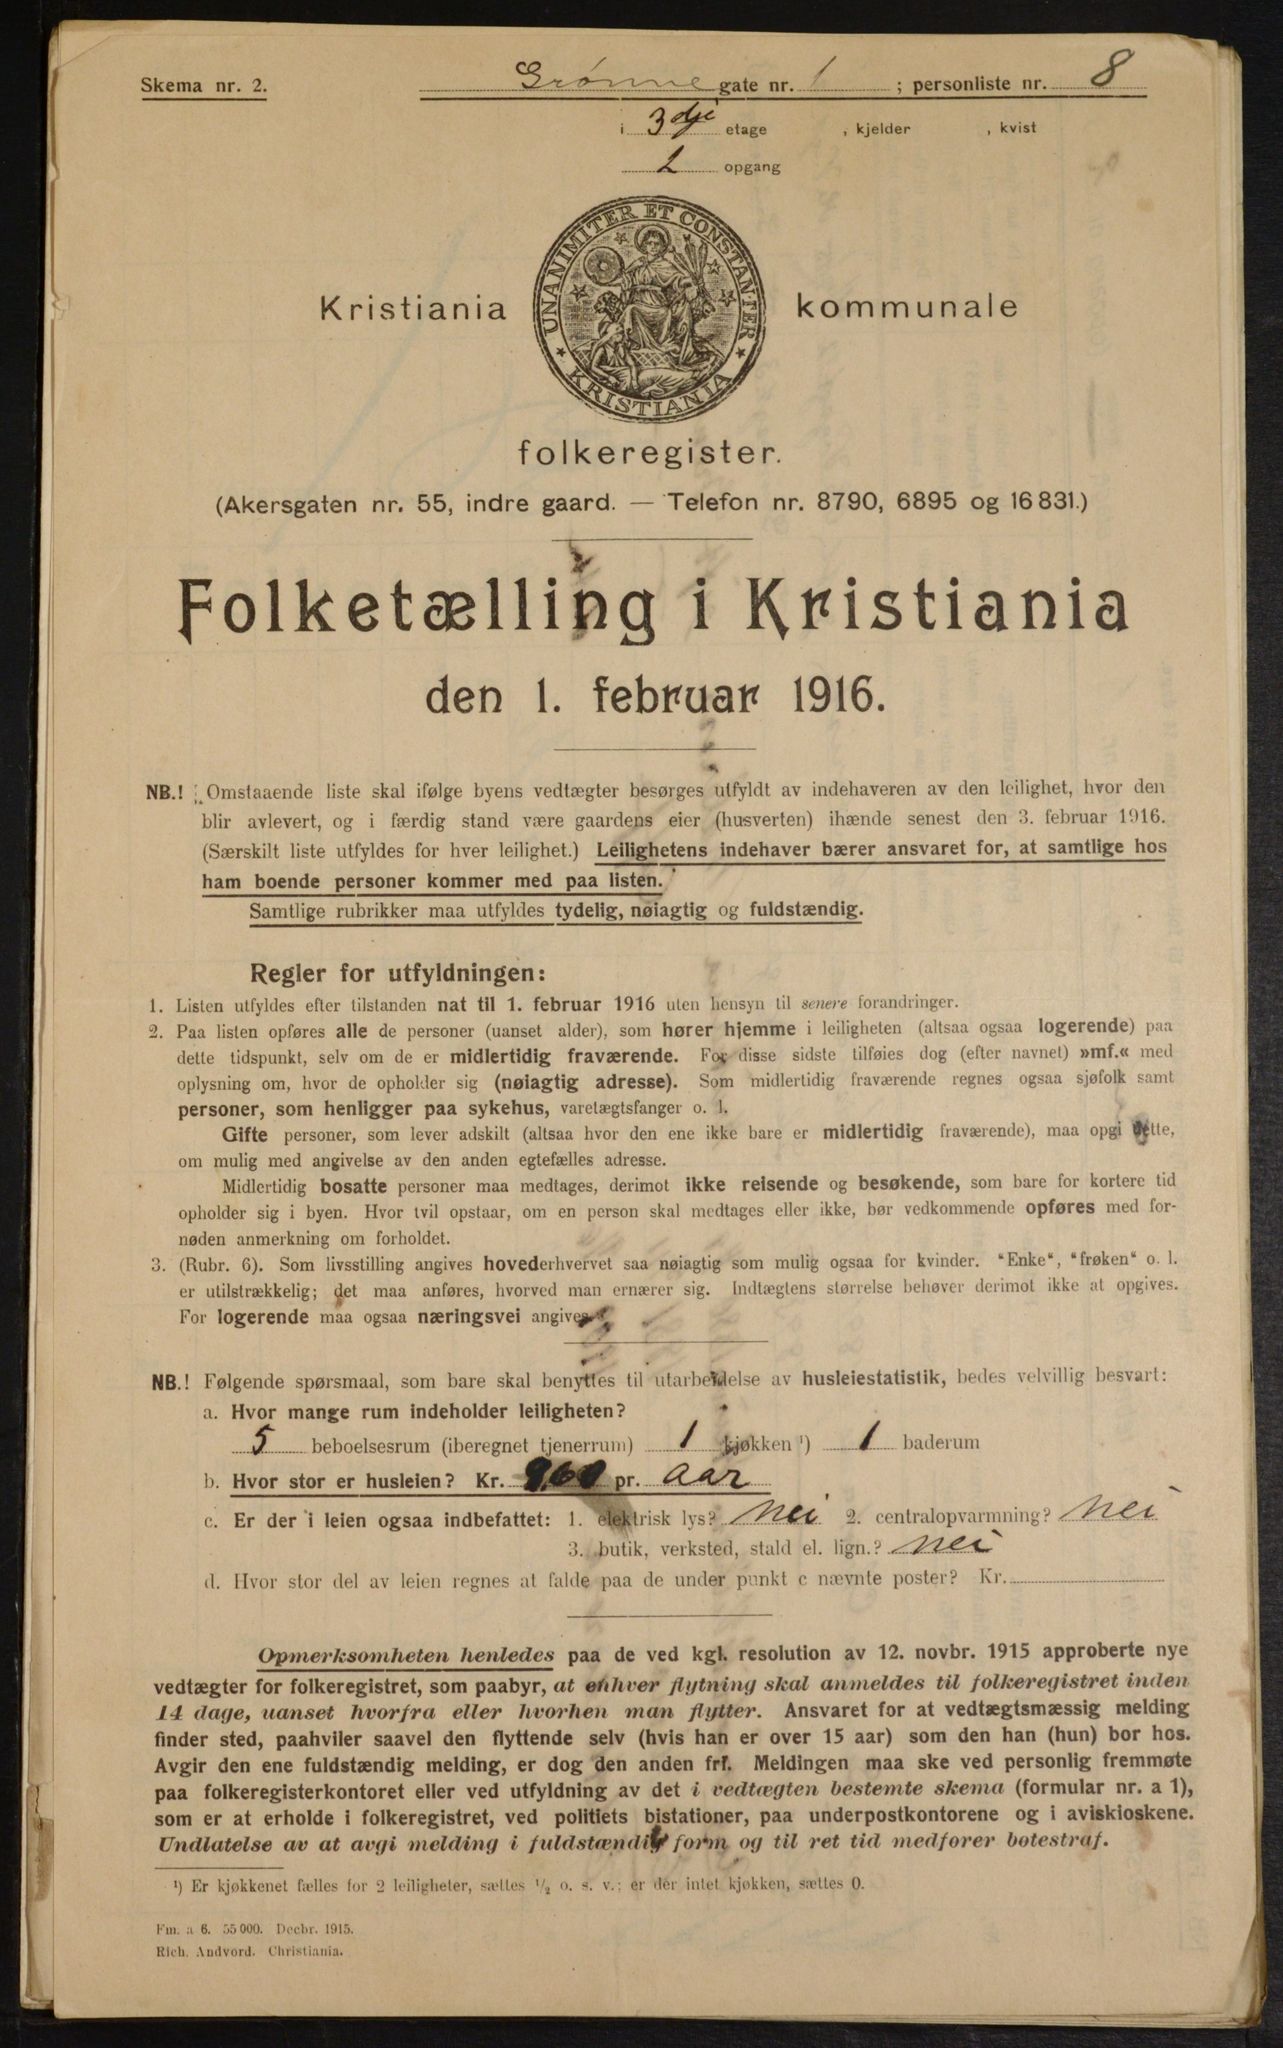 Skema nr. 2.
Grønne gate nr. 1 ; personliste nr. 8
i 3dje etage , kjelder , kvist
opgang
UNANIMITER ET CONSTANTER
KRISTIANIA
Kristiania kommunale
folkeregister.
(Akersgaten nr. 55, indre gaard. — Telefon nr. 8790, 6895 og 16831.)
Folketælling i Kristiania
den 1. februar 1916.
NB.! Omstaaende liste skal ifølge byens vedtægter besørges utfyldt av indehaveren av den leilighet, hvor den
blir avlevert, og i færdig stand være gaardens eier (husverten) ihænde senest den 3. februar 1916.
(Særskilt liste utfyldes for hver leilighet.) Leilighetens indehaver bærer ansvaret for, at samtlige hos
ham boende personer kommer med paa listen.
Samtlige rubrikker maa utfyldes tydelig, nøiagtig og fuldstændig.
Regler for utfyldningen:
1. Listen utfyldes efter tilstanden nat til 1. februar 1916 uten hensyn til senere forandringer.
2. Paa listen opføres alle de personer (uanset alder), som hører hjemme i leiligheten (altsaa ogsaa logerende) paa
dette tidspunkt, selv om de er midlertidig fraværende. For disse sidste tilføies dog (efter navnet) »mf.« med
oplysning om, hvor de opholder sig (nøiagtig adresse). Som midlertidig fraværende regnes ogsaa sjøfolk samt
personer, som henligger paa sykehus, varetægtsfanger o. l.
Gifte personer, som lever adskilt (altsaa hvor den ene ikke bare er midlertidig fraværende), maa opgi dette,
om mulig med angivelse av den anden egtefælles adresse.
Midlertidig bosatte personer maa medtages, derimot ikke reisende og besøkende, som bare for kortere tid
opholder sig i byen. Hvor tvil opstaar, om en person skal medtages eller ikke, bør vedkommende opføres med for-
nøden anmerkning om forholdet.
3. (Rubr. 6). Som livsstilling angives hovederhvervet saa nøiagtig som mulig ogsaa for kvinder. "Enke", "frøken" o. l.
er utilstrækkelig; det maa anføres, hvorved man ernærer sig. Indtægtens størrelse behøver derimot ikke at opgives.
For logerende maa ogsaa næringsvei angives.
NB.! Følgende spørsmaal, som bare skal benyttes til utarbeidelse av husleiestatistik, bedes velvillig besvart:
a. Hvor mange rum indeholder leiligheten?
5 beboelsesrum (iberegnet tjenerrum) 1 kjøkken ¹) 1 baderum
b. Hvor stor er husleien? Kr. 960 pr. aar
c. Er der i leien ogsaa indbefattet: 1. elektrisk lys? nei 2. centralopvarmning? nei
3. butik, verksted, stald el. lign.? nei
d. Hvor stor del av leien regnes at falde paa de under punkt c nævnte poster? Kr.
Opmerksomheten henledes paa de ved kgl. resolution av 12. novbr. 1915 approberte nye
vedtægter for folkeregistret, som paabyr, at enhver flytning skal anmeldes til folkeregistret inden
14 dage, uanset hvorfra eller hvorhen man flytter. Ansvaret for at vedtægtsmæssig melding
finder sted, paahviler saavel den flyttende selv (hvis han er over 15 aar) som den han (hun) bor hos.
Avgir den ene fuldstændig melding, er dog den anden fri. Meldingen maa ske ved personlig fremmøte
paa folkeregisterkontoret eller ved utfyldning av det i vedtægten bestemte skema (formular nr. a 1),
som er at erholde i folkeregistret, ved politiets bistationer, paa underpostkontorene og i aviskioskene.
Undlatelse av at avgi melding i fuldstændig form og til ret tid medfører bøtestraf.
¹) Er kjøkkenet fælles for 2 leiligheter, sættes ½ o. s. v.; er der intet kjøkken, sættes 0.
Fm. a 6. 55 000. Decbr. 1915.
Rich. Andvord. Christiania.